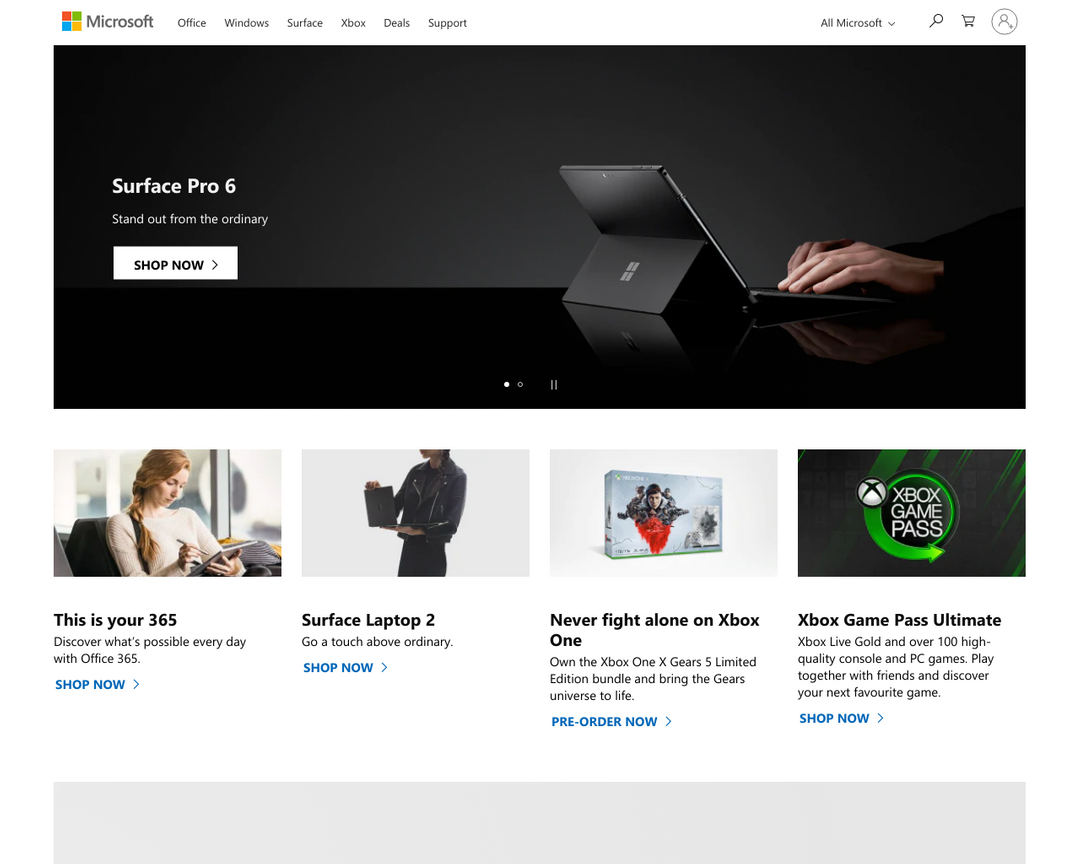 Microsoft
Office Windows Surface Xbox Deals Support
All Microsoft
Surface Pro 6
Stand out from the ordinary
SHOP NOW
XBOX
GAME
PASS
This is your 365
Discover what's possible every day
with Office 365.
SHOP NOW
Surface Laptop 2
Go a touch above ordinary.
SHOP NOW
Never fight alone on Xbox
One
Own the Xbox One X Gears 5 Limited
Edition bundle and bring the Gears
universe to life.
PRE-ORDER NOW
Xbox Game Pass Ultimate
Xbox Live Gold and over 100 high-
quality console and PC games. Play
together with friends and discover
your next favourite game.
SHOP NOW